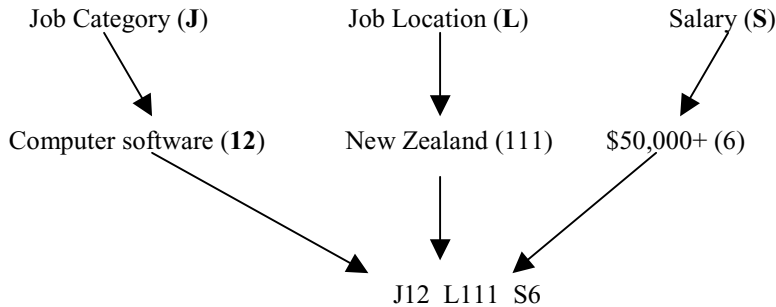 Job Category (J) Job Location (L) Salary (S)
Computer software (12) New Zealand (111) $50,000+ (6)
J12 L111 S6